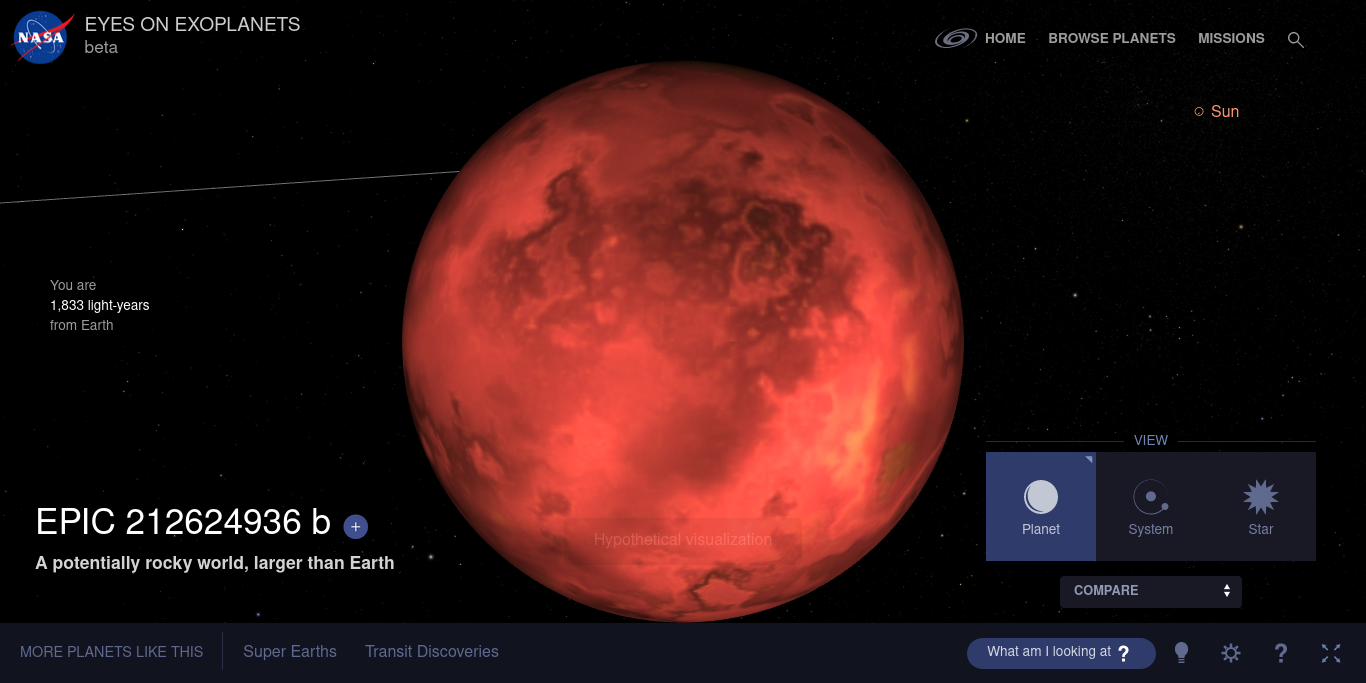 NASA
EYES ON EXOPLANETS
beta
HOME
BROWSE PLANETS
MISSIONS
Sun
You are
1,833 light-years
from Earth
VIEW
Planet
System
Star
EPIC 212624936 b +
A potentially rocky world, larger than Earth
Hypothetical visualization
COMPARE
MORE PLANETS LIKE THIS
Super Earths
Transit Discoveries
What am I looking at ?
?